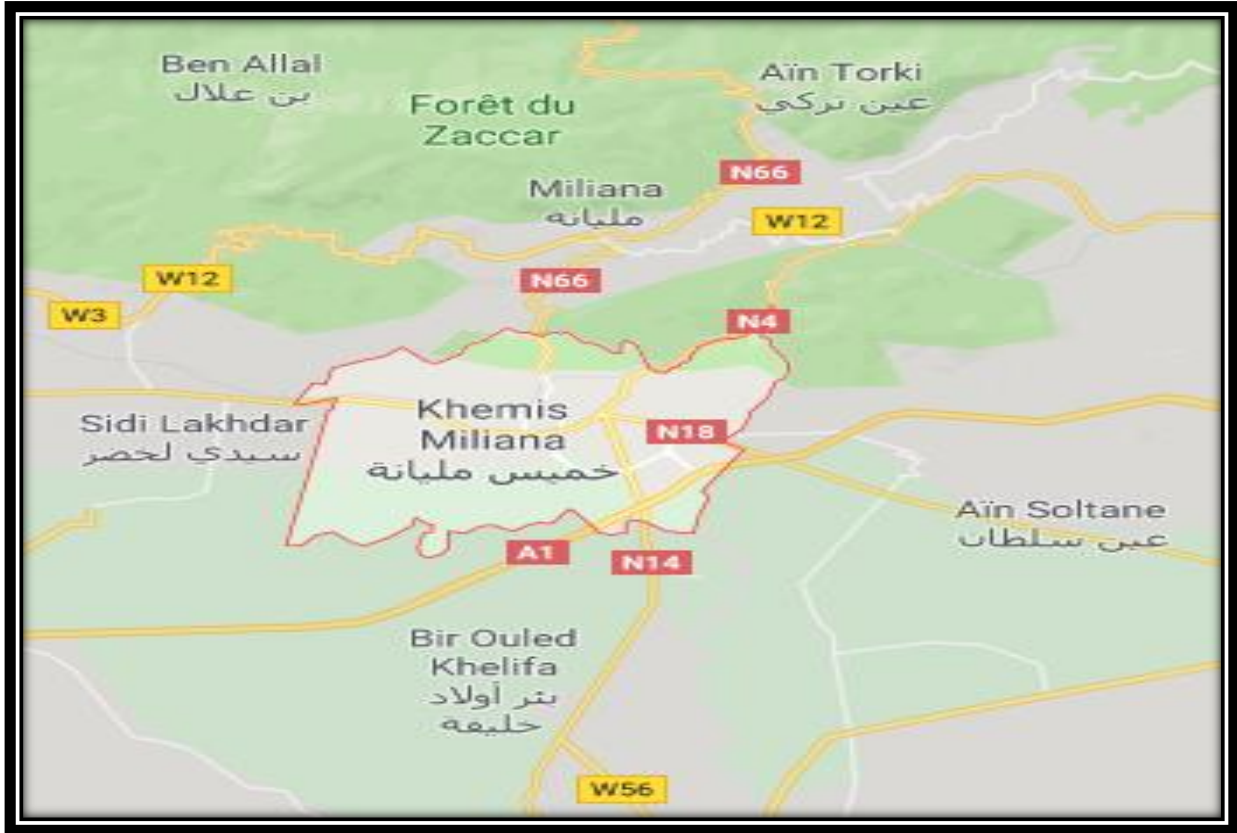 Ben Allal
بن علال
Forêt du
Zaccar
Aïn Torki
عين تركي
N66
Miliana
مليانة
W12
W12
N66
W3
N4
Sidi Lakhdar
سيدي لخضر
Khemis
Miliana
خميس مليانة
N18
Aïn Soltane
عين سلطان
A1
N14
Bir Ouled
Khelifa
بئر أولاد
خليفة
W56